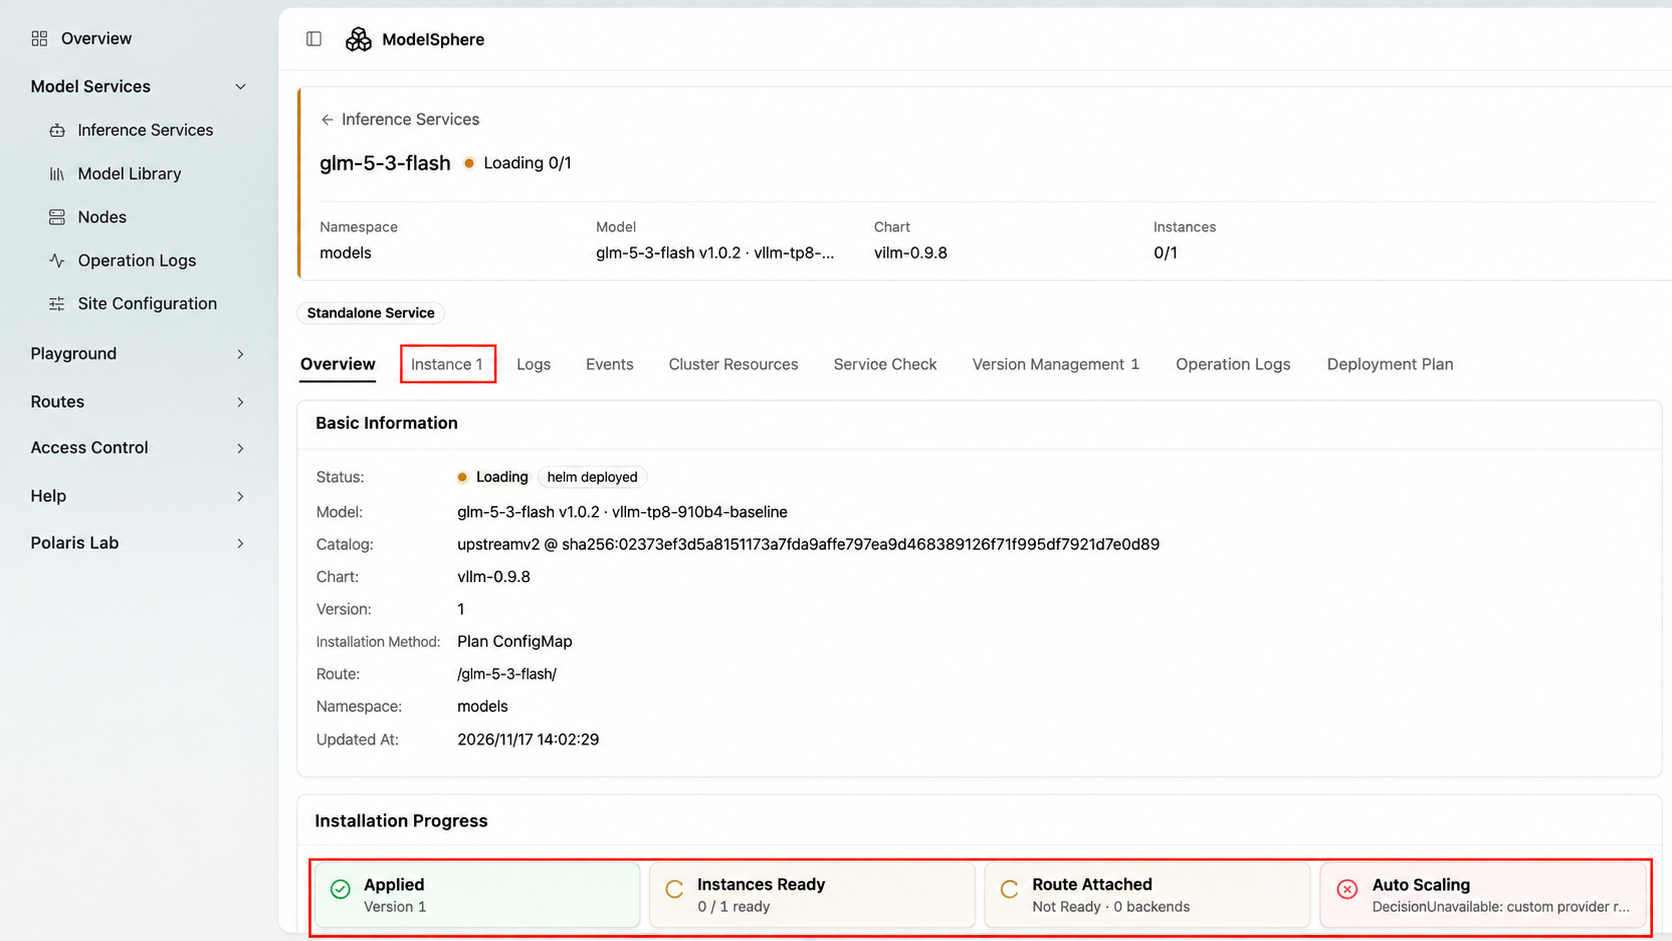 Overview
Model Services
Inference Services
Model Library
Nodes
Operation Logs
Site Configuration
Playground
Routes
Access Control
Help
Polaris Lab
ModelSphere
Inference Services
glm-5-3-flash Loading 0/1
Namespace Model Chart Instances
models glm-5-3-flash v1.0.2 · vllm-tp8-... vilm-0.9.8 0/1
Standalone Service
Overview Instance 1 Logs Events Cluster Resources Service Check Version Management 1 Operation Logs Deployment Plan
Basic Information
Status: Loading helm deployed
Model: glm-5-3-flash v1.0.2 · vllm-tp8-910b4-baseline
Catalog: upstreamv2 @ sha256:02373ef3d5a8151173a7fda9affe797ea9d468389126f71f995df7921d7e0d89
Chart: vllm-0.9.8
Version: 1
Installation Method: Plan ConfigMap
Route: /glm-5-3-flash/
Namespace: models
Updated At: 2026/11/17 14:02:29
Installation Progress
Applied Instances Ready Route Attached Auto Scaling
Version 1 0 / 1 ready Not Ready · 0 backends DecisionUnavailable: custom provider r...